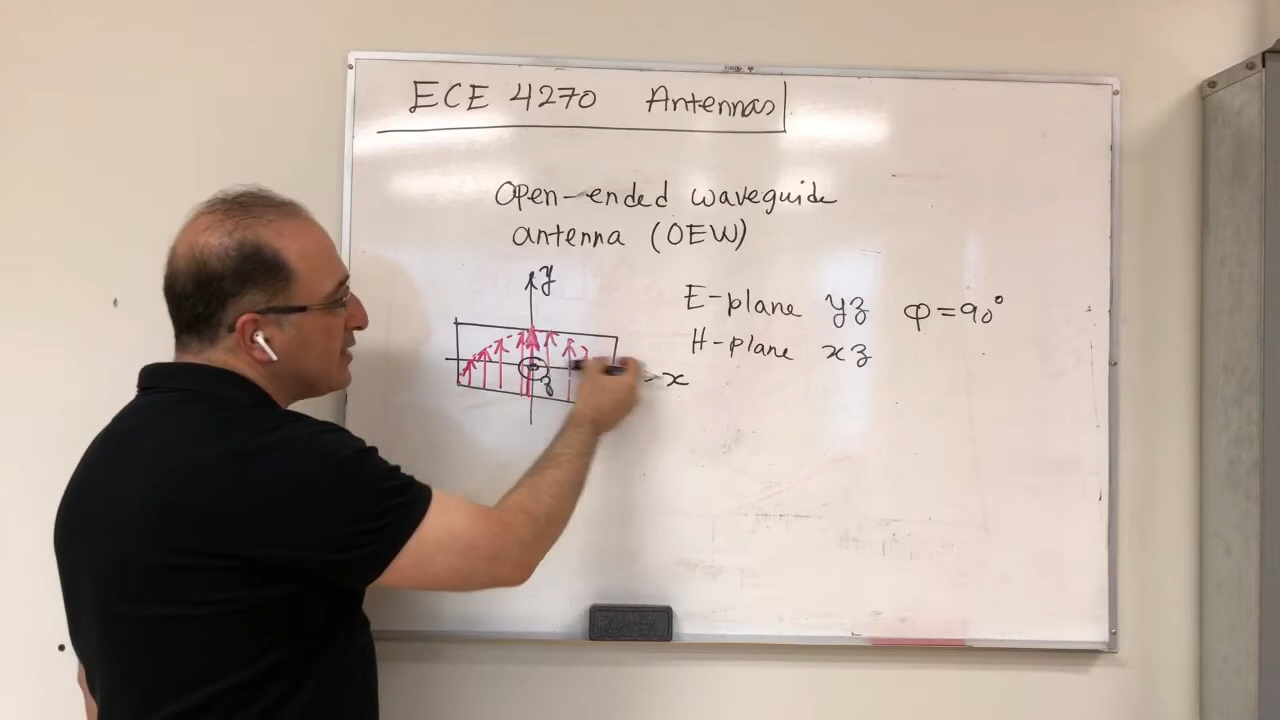 ECE 4270 Antennas
Open-ended waveguide
antenna (OEW)
y
E-plane yz φ=90°
H-plane xz
x
z